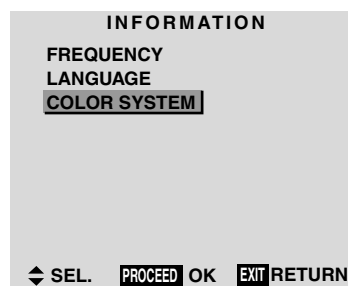 INFORMATION
FREQUENCY
LANGUAGE
COLOR SYSTEM
SEL. PROCEED OK EXIT RETURN